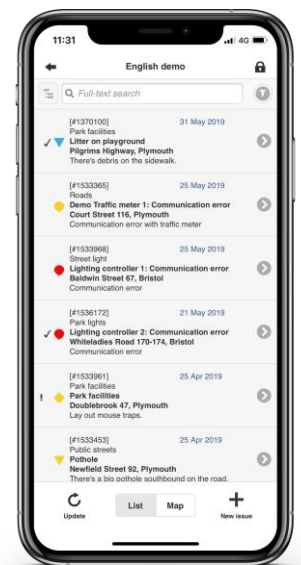 11:31
4G
English demo
Full-text search
[#1370100] 31 May 2019
Park facilities
Litter on playground
Pilgrims Highway, Plymouth
There's debris on the sidewalk.
[#1533365] 25 May 2019
Roads
Demo Traffic meter 1: Communication error
Court Street 116, Plymouth
Communication error with traffic meter
[#1533968] 25 May 2019
Street light
Lighting controller 1: Communication error
Baldwin Street 67, Bristol
Communication error
[#1536172] 21 May 2019
Park lights
Lighting controller 2: Communication error
Whiteladies Road 170-174, Bristol
Communication error
[#1533961] 25 Apr 2019
Park facilities
! Park facilities
Doublebrook 47, Plymouth
Lay out mouse traps.
[#1533453] 25 Apr 2019
Public streets
Pothole
Newfield Street 92, Plymouth
There's a big pothole southbound on the road.
Update List Map New issue